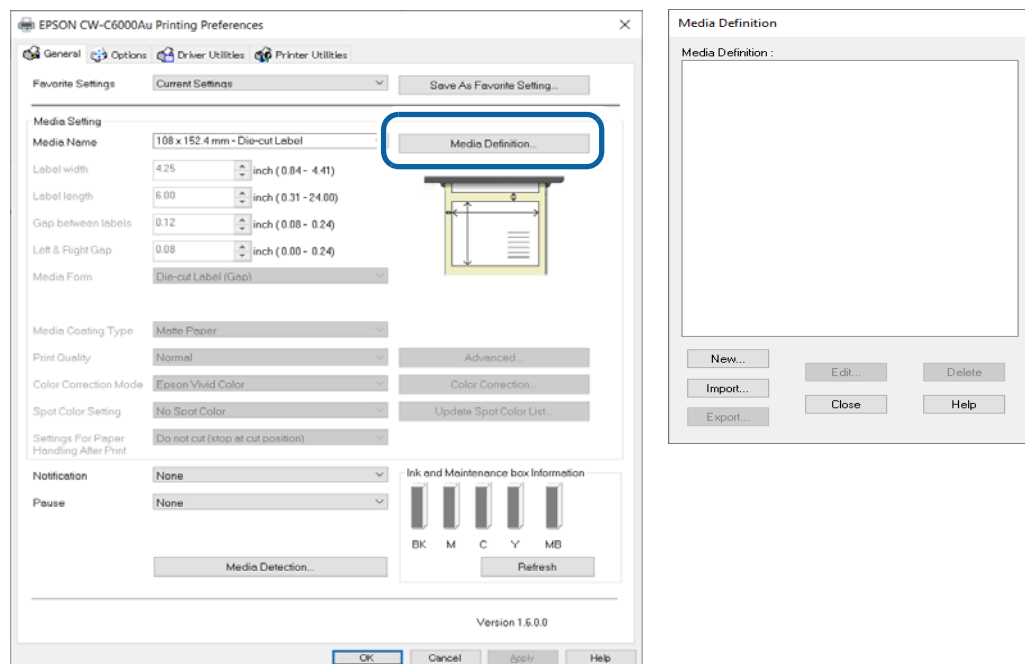 EPSON CW-C6000Au Printing Preferences
General Options Driver Utilities Printer Utilities
Favorite Settings Current Settings Save As Favorite Setting...
Media Setting
Media Name 108 x 152.4 mm - Die-cut Label Media Definition...
Label width 4.25 inch ( 0.84 - 4.41)
Label length 6.00 inch ( 0.31 - 24.00)
Gap between labels 0.12 inch ( 0.08 - 0.24)
Left & Right Gap 0.08 inch ( 0.00 - 0.24)
Media Form Die-cut Label (Gap)
Media Coating Type Matte Paper
Print Quality Normal Advanced...
Color Correction Mode Epson Vivid Color Color Correction...
Spot Color Setting No Spot Color Update Spot Color List...
Settings For Paper Handling After Print Do not cut (stop at cut position)
Notification None
Pause None
Ink and Maintenance box Information
BK M C Y MB
Media Detection... Refresh
Version 1.6.0.0
OK Cancel Apply Help
Media Definition
Media Definition :
New... Edit... Delete
Import... Close Help
Export...